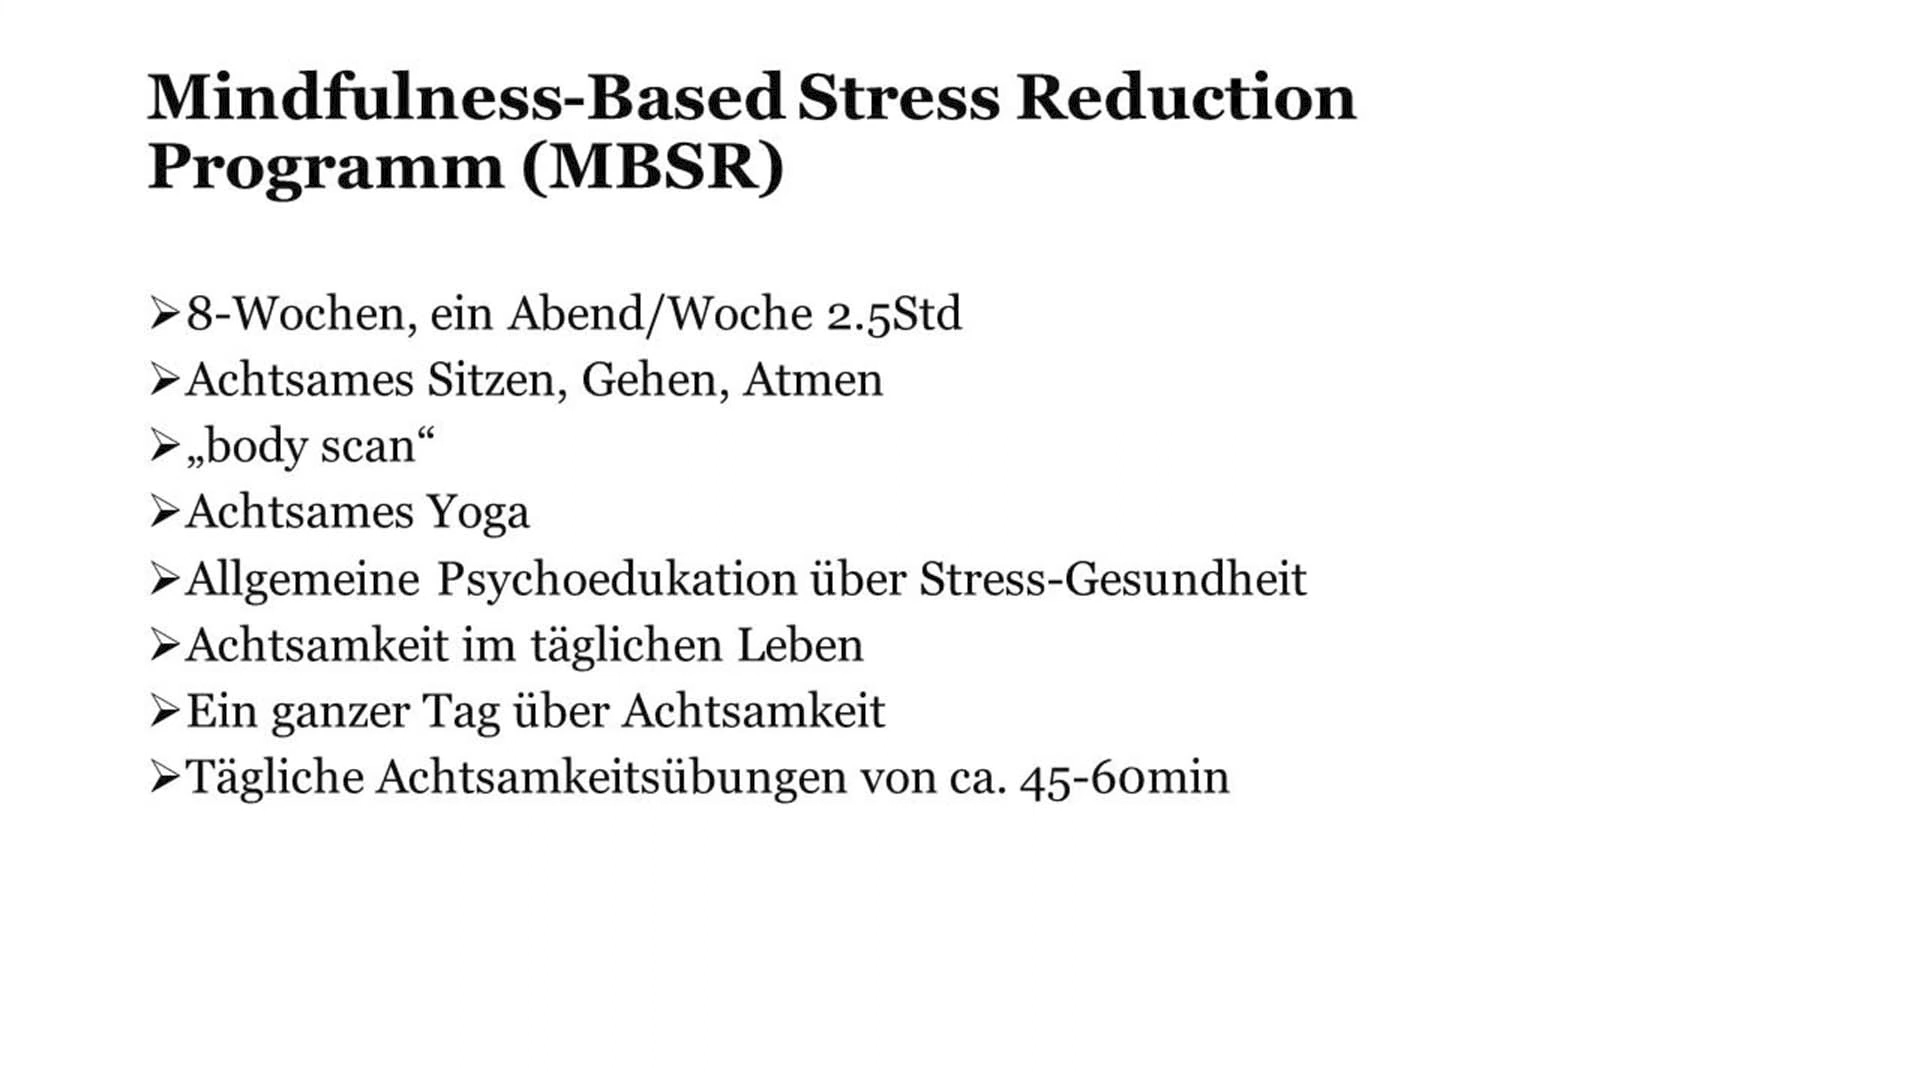 Mindfulness-Based Stress Reduction
Programm (MBSR)
➢8-Wochen, ein Abend/Woche 2.5Std
➢Achtsames Sitzen, Gehen, Atmen
➢„body scan“
➢Achtsames Yoga
➢Allgemeine Psychoedukation über Stress-Gesundheit
➢Achtsamkeit im täglichen Leben
➢Ein ganzer Tag über Achtsamkeit
➢Tägliche Achtsamkeitsübungen von ca. 45-60min